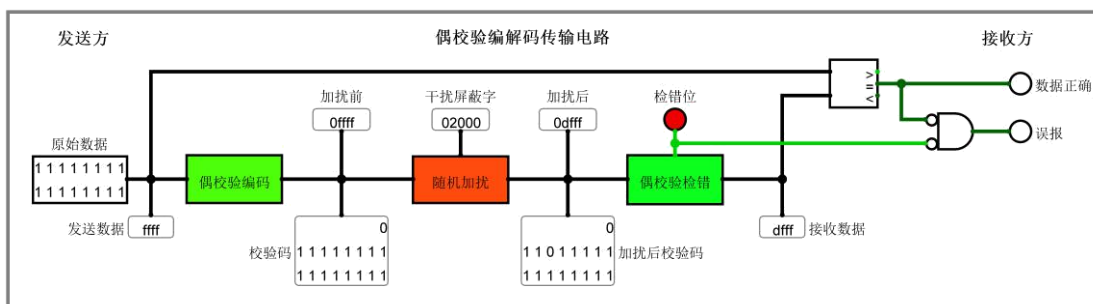 发送方
偶校验编解码传输电路
接收方
加扰前
干扰屏蔽字
加扰后
检错位
> = <
数据正确
0ffff
02000
0dfff
误报
原始数据
1 1 1 1 1 1 1 1
1 1 1 1 1 1 1 1
偶校验编码
随机加扰
偶校验检错
发送数据
ffff
校验码
0
1 1 1 1 1 1 1 1
1 1 1 1 1 1 1 1
0
1 1 0 1 1 1 1 1
1 1 1 1 1 1 1 1
加扰后校验码
dfff
接收数据